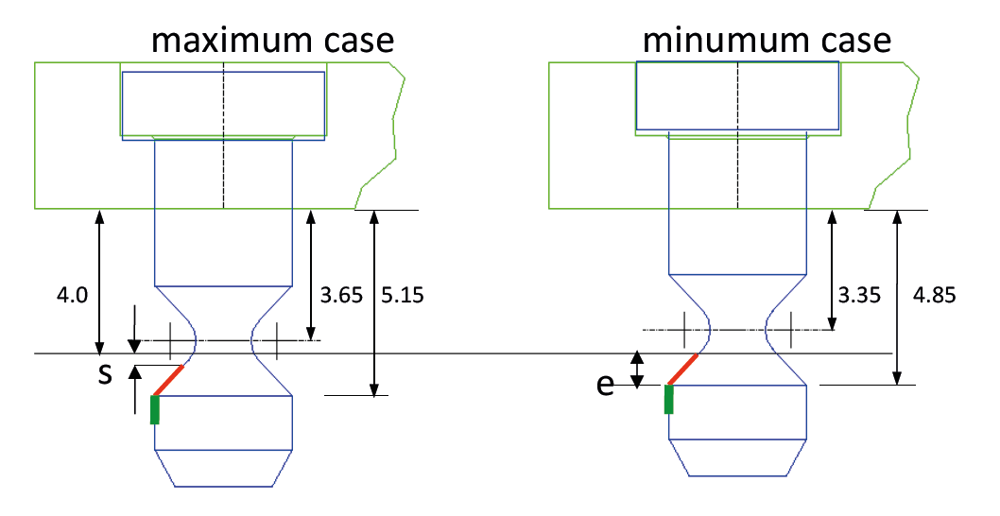 maximum case
minumum case
4.0
3.65
5.15
s
3.35
4.85
e